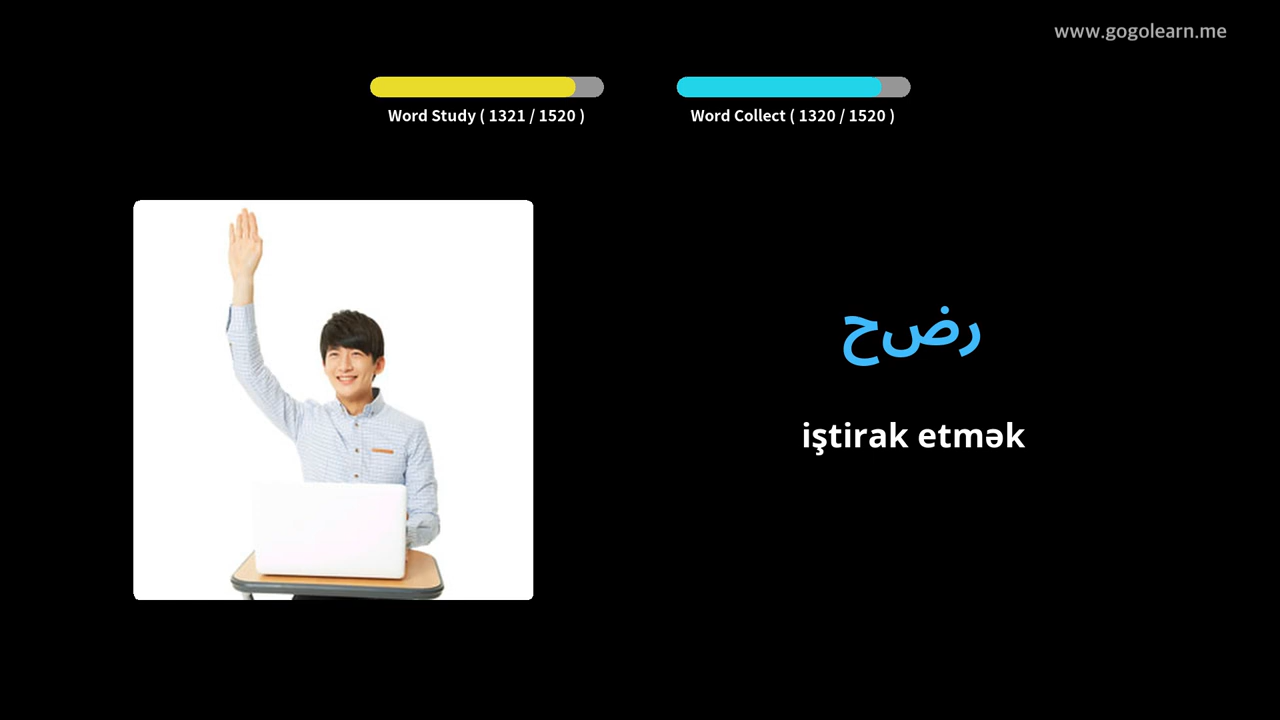 www.gogolearn.me
Word Study ( 1321 / 1520 )
Word Collect ( 1320 / 1520 )
حضر
iştirak etmək